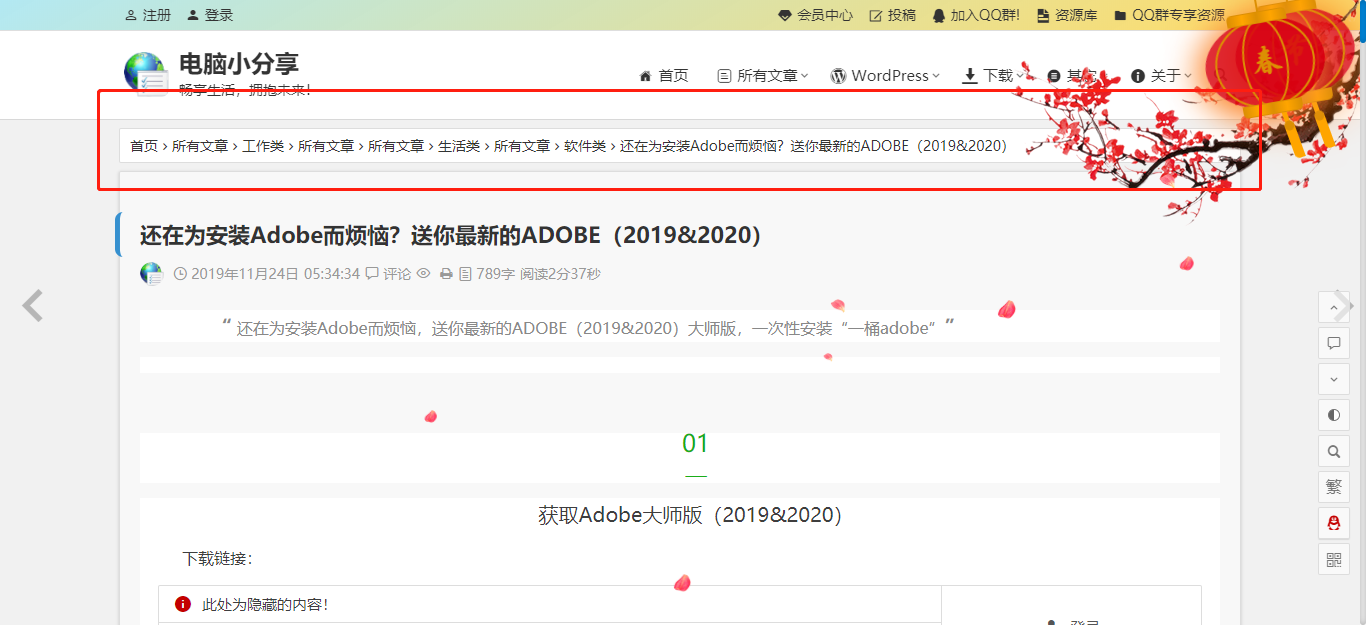 注册 登录 会员中心 投稿 加入QQ群! 资源库 QQ群专享资源
电脑小分享
畅享生活，拥抱未来!
首页 所有文章 WordPress 下载 其它 关于
春
首页 › 所有文章 › 工作类 › 所有文章 › 所有文章 › 生活类 › 所有文章 › 软件类 › 还在为安装Adobe而烦恼？送你最新的ADOBE（2019&2020）
还在为安装Adobe而烦恼？送你最新的ADOBE（2019&2020）
2019年11月24日 05:34:34 评论 789字 阅读2分37秒
“ 还在为安装Adobe而烦恼，送你最新的ADOBE（2019&2020）大师版，一次性安装“一桶adobe” ”
01
获取Adobe大师版（2019&2020）
下载链接：
此处为隐藏的内容！
登录
繁